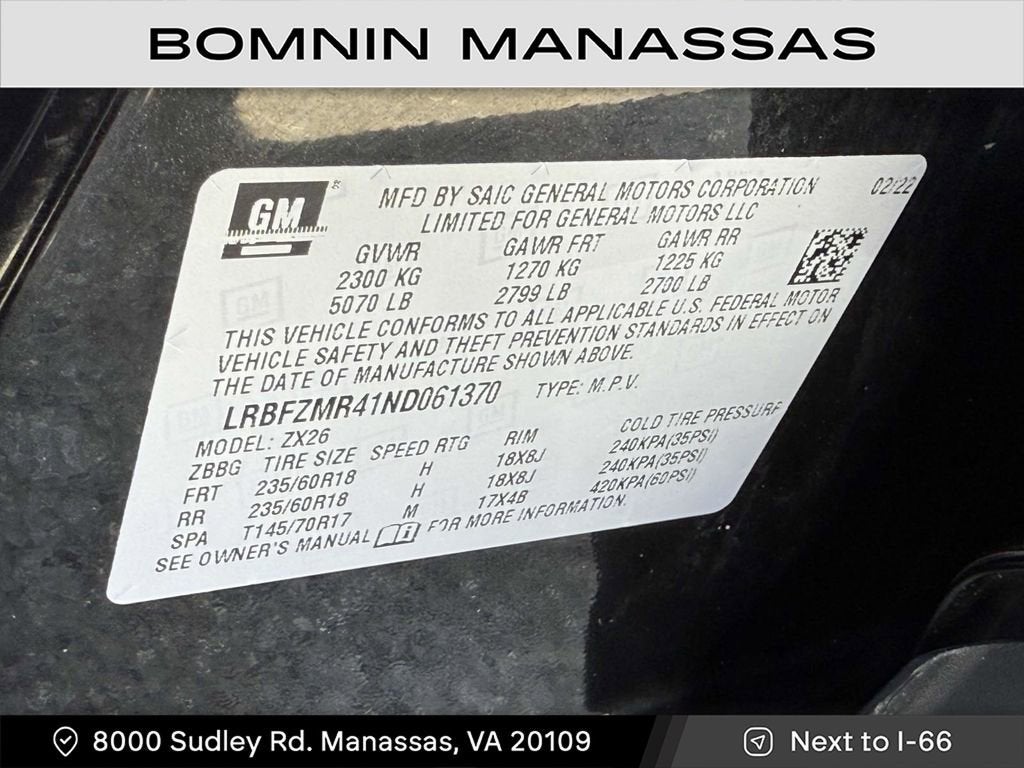 BOMNIN MANASSAS
GM
MFD BY SAIC GENERAL MOTORS CORPORATION 02/22
LIMITED FOR GENERAL MOTORS LLC
GVWR GAWR FRT GAWR RR
2300 KG 1270 KG 1225 KG
5070 LB 2799 LB 2700 LB
THIS VEHICLE CONFORMS TO ALL APPLICABLE U.S. FEDERAL MOTOR
VEHICLE SAFETY AND THEFT PREVENTION STANDARDS IN EFFECT ON
THE DATE OF MANUFACTURE SHOWN ABOVE.
LRBFZMR41ND061370 TYPE: M.P.V.
MODEL: ZX26
ZBBG TIRE SIZE SPEED RTG RIM COLD TIRE PRESSURE
FRT 235/60R18 H 18X8J 240KPA(35PSI)
RR 235/60R18 H 18X8J 240KPA(35PSI)
SPA T145/70R17 M 17X4B 420KPA(60PSI)
SEE OWNER'S MANUAL FOR MORE INFORMATION.
8000 Sudley Rd. Manassas, VA 20109
Next to I-66